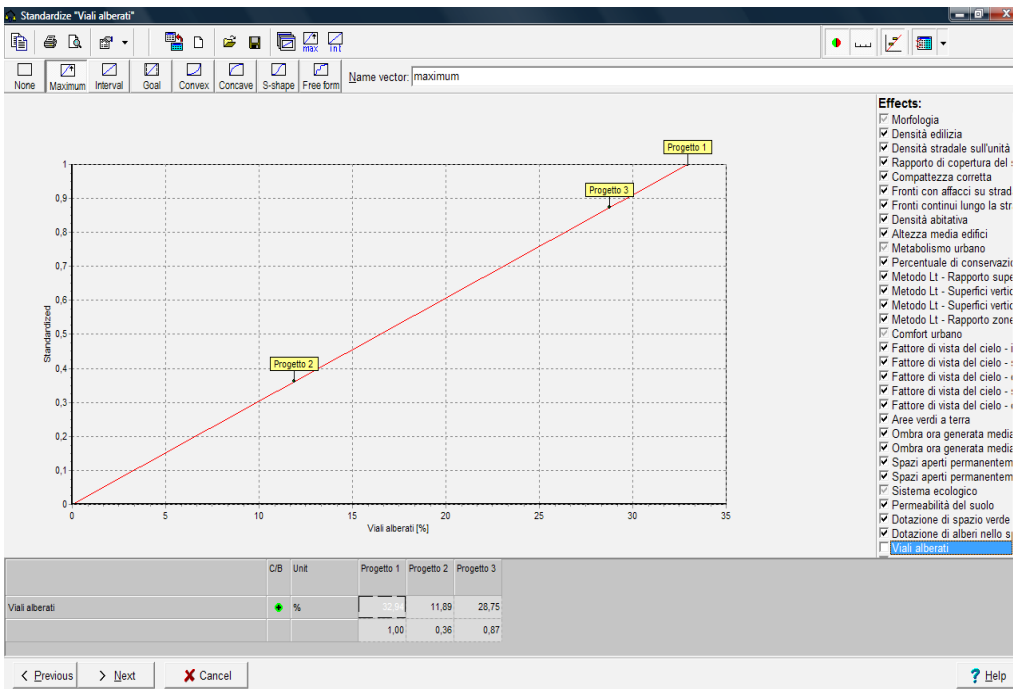 Standardize "Viali alberati"
max int
None Maximum Interval Goal Convex Concave S-shape Free form Name vector: maximum
Effects:
Morfologia
Densità edilizia
Densità stradale sull'unità
Rapporto di copertura del
Compattezza corretta
Fronti con affacci su strad
Fronti continui lungo la str
Densità abitativa
Altezza media edifici
Metabolismo urbano
Percentuale di conservazio
Metodo Lt - Rapporto supe
Metodo Lt - Superfici vertic
Metodo Lt - Superfici vertic
Metodo Lt - Rapporto zone
Comfort urbano
Fattore di vista del cielo - i
Fattore di vista del cielo -
Fattore di vista del cielo -
Fattore di vista del cielo -
Fattore di vista del cielo -
Aree verdi a terra
Ombra ora generata media
Ombra ora generata media
Spazi aperti permanentem
Spazi aperti permanentem
Sistema ecologico
Permeabilità del suolo
Dotazione di spazio verde
Dotazione di alberi nello s
Viali alberati
Progetto 1
Progetto 3
Progetto 2
Standardized
1
0,9
0,8
0,7
0,6
0,5
0,4
0,3
0,2
0,1
0
0 5 10 15 20 25 30 35
Viali alberati [%]
C/B Unit Progetto 1 Progetto 2 Progetto 3
Viali alberati % 32,94 11,89 28,75
1,00 0,36 0,87
< Previous > Next Cancel ? Help